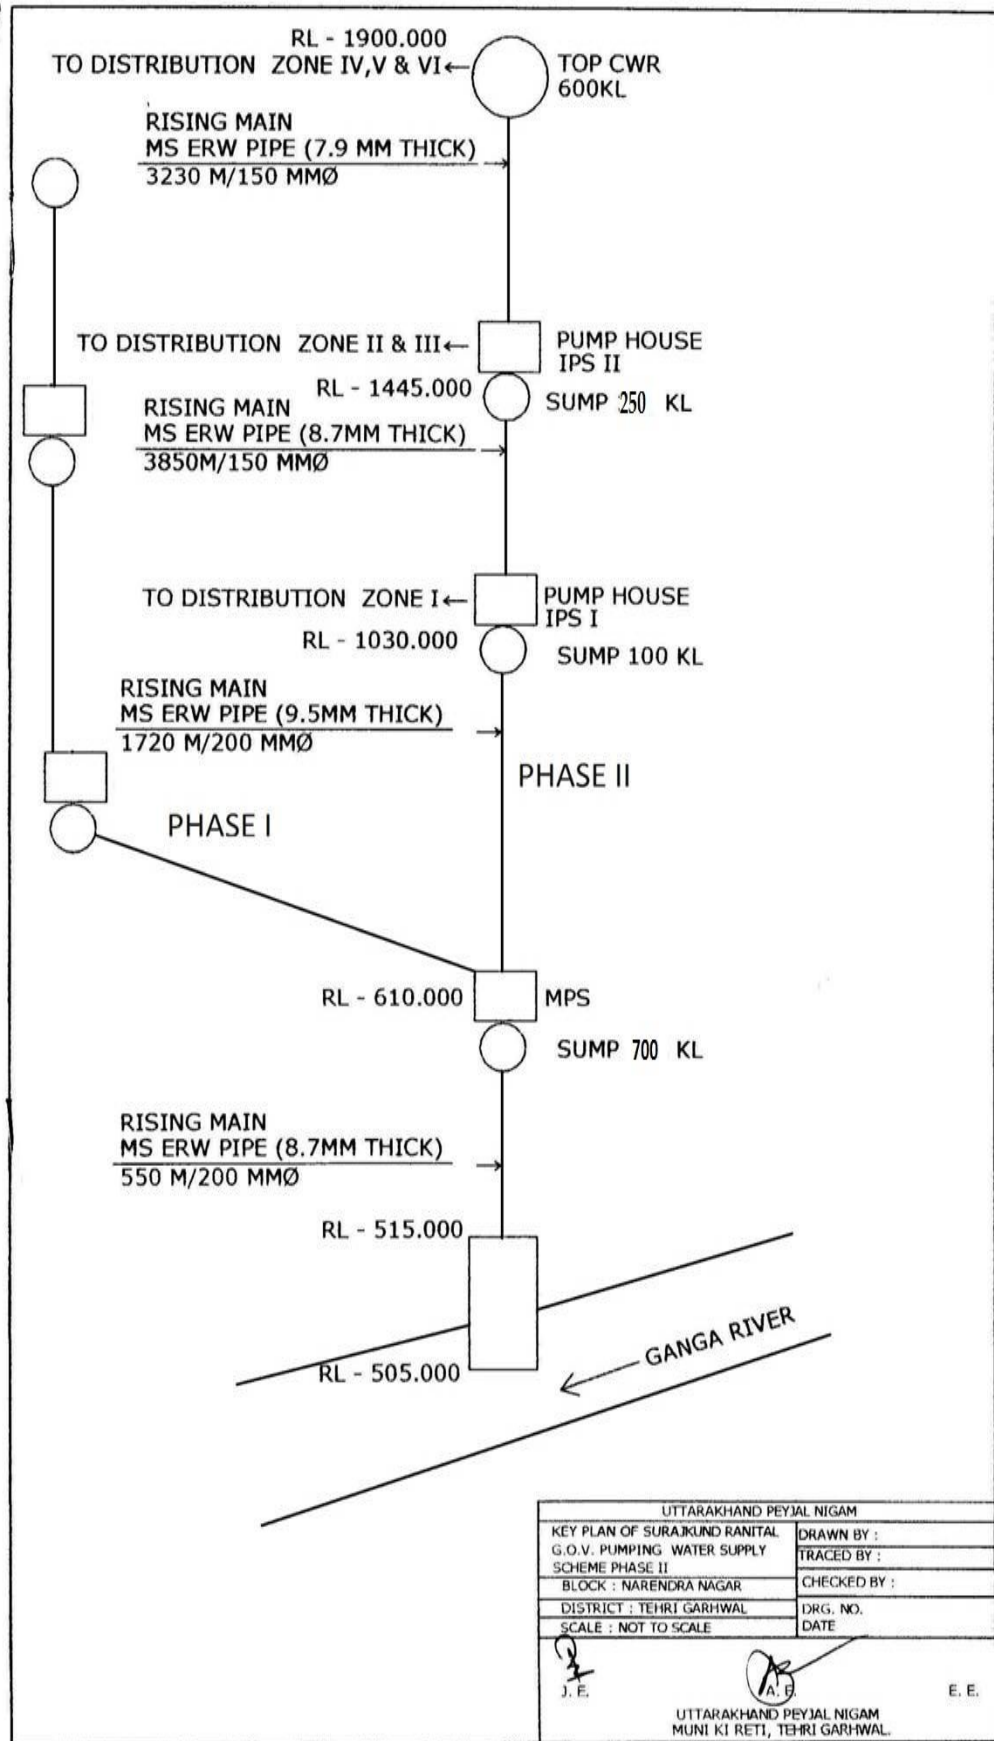 RL - 1900.000
TO DISTRIBUTION ZONE IV,V & VI←
TOP CWR
600KL
RISING MAIN
MS ERW PIPE (7.9 MM THICK)
3230 M/150 MMØ
TO DISTRIBUTION ZONE II & III←
PUMP HOUSE
IPS II
RL - 1445.000
SUMP 250 KL
RISING MAIN
MS ERW PIPE (8.7MM THICK)
3850M/150 MMØ
TO DISTRIBUTION ZONE I←
PUMP HOUSE
IPS I
RL - 1030.000
SUMP 100 KL
RISING MAIN
MS ERW PIPE (9.5MM THICK)
1720 M/200 MMØ
PHASE II
PHASE I
RL - 610.000
MPS
SUMP 700 KL
RISING MAIN
MS ERW PIPE (8.7MM THICK)
550 M/200 MMØ
RL - 515.000
GANGA RIVER
RL - 505.000
UTTARAKHAND PEYJAL NIGAM
KEY PLAN OF SURAJKUND RANITAL
G.O.V. PUMPING WATER SUPPLY
SCHEME PHASE II
BLOCK : NARENDRA NAGAR
DISTRICT : TEHRI GARHWAL
SCALE : NOT TO SCALE
DRAWN BY :
TRACED BY :
CHECKED BY :
DRG. NO.
DATE
J. E.
A. E.
E. E.
UTTARAKHAND PEYJAL NIGAM
MUNI KI RETI, TEHRI GARHWAL.